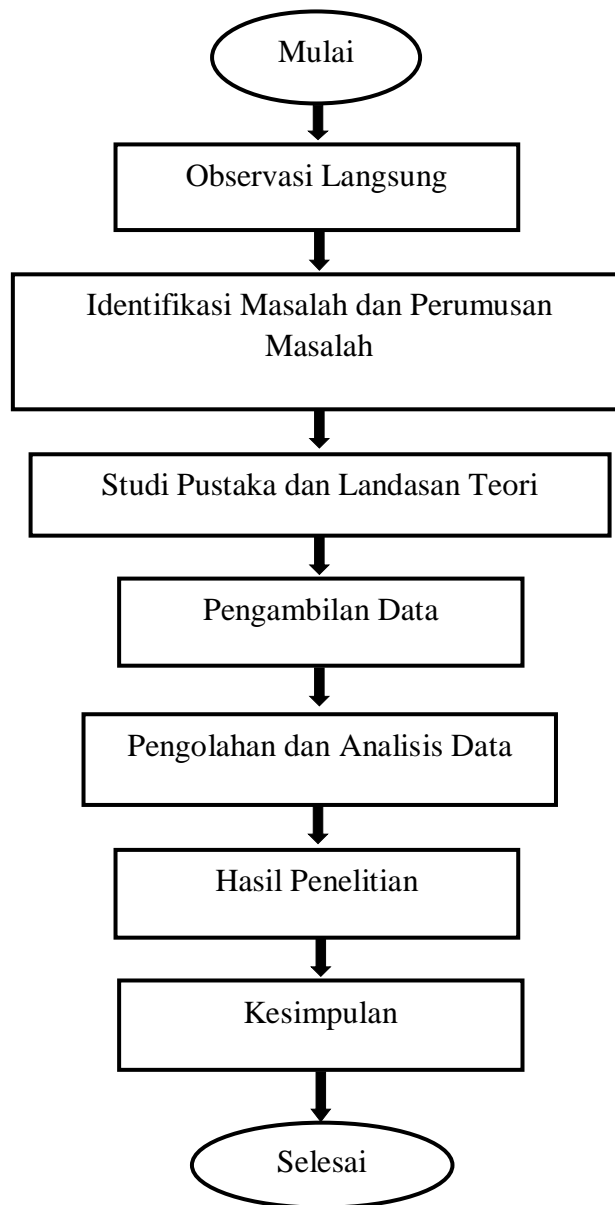 Mulai
Observasi Langsung
Identifikasi Masalah dan Perumusan
Masalah
Studi Pustaka dan Landasan Teori
Pengambilan Data
Pengolahan dan Analisis Data
Hasil Penelitian
Kesimpulan
Selesai